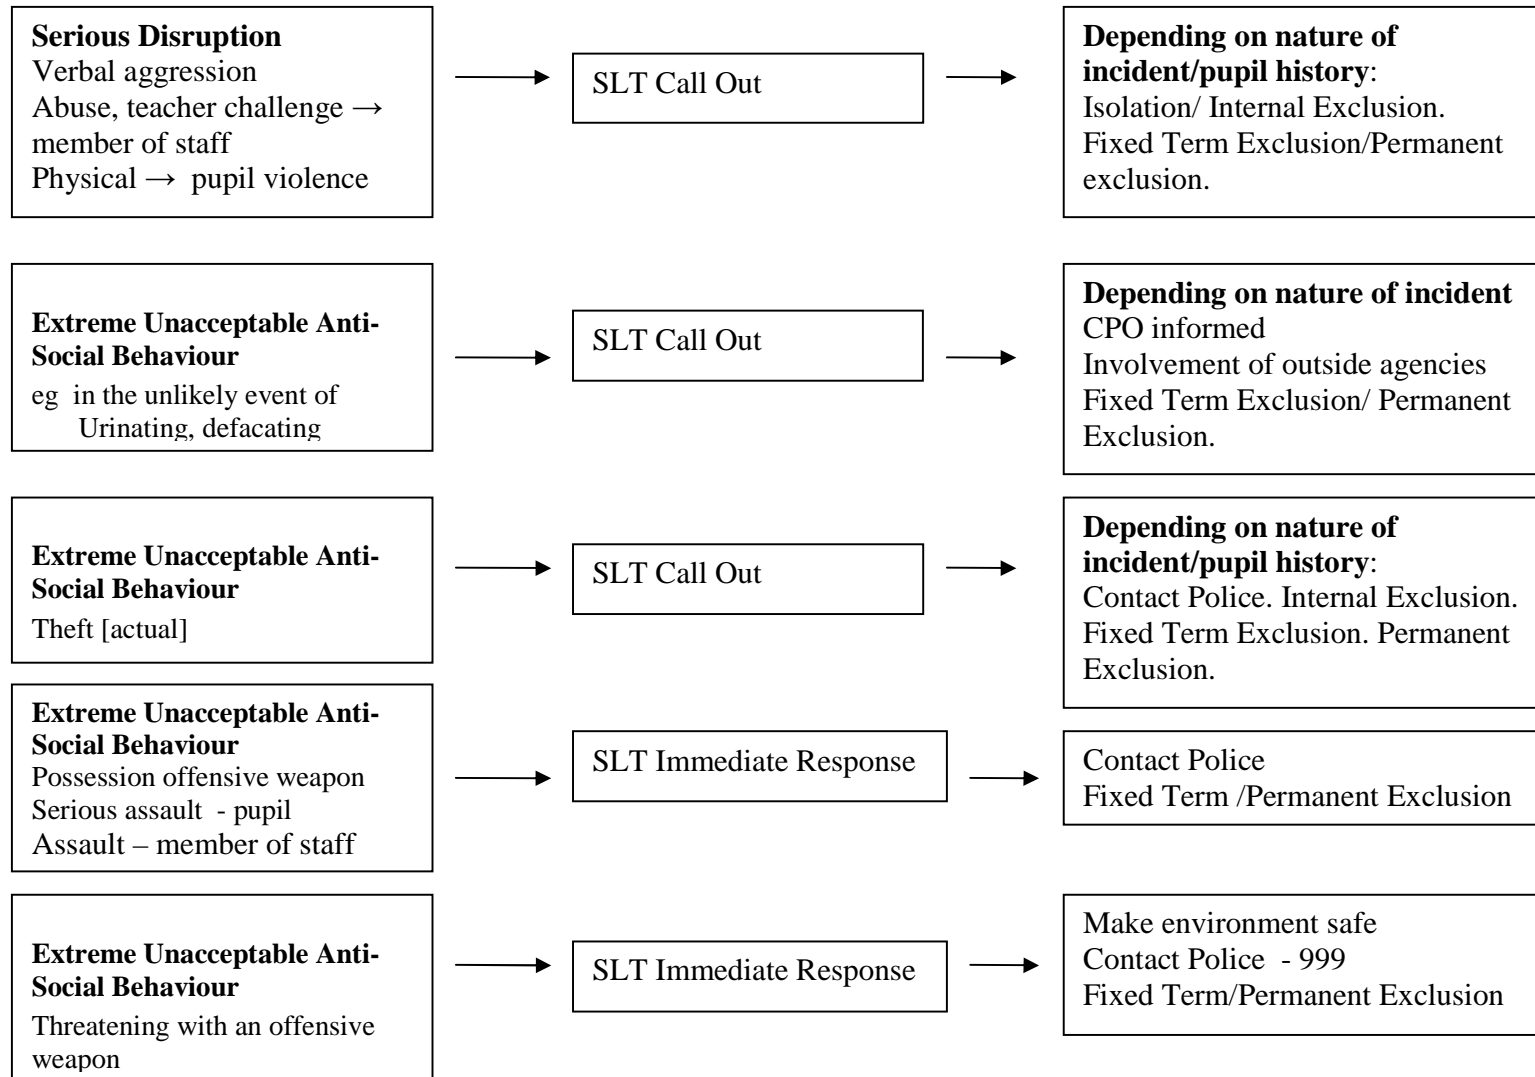 Serious Disruption
Verbal aggression
Abuse, teacher challenge →
member of staff
Physical → pupil violence
SLT Call Out
Depending on nature of
incident/pupil history:
Isolation/ Internal Exclusion.
Fixed Term Exclusion/Permanent
exclusion.
Extreme Unacceptable Anti-
Social Behaviour
eg in the unlikely event of
Urinating, defacating
SLT Call Out
Depending on nature of incident
CPO informed
Involvement of outside agencies
Fixed Term Exclusion/ Permanent
Exclusion.
Extreme Unacceptable Anti-
Social Behaviour
Theft [actual]
SLT Call Out
Depending on nature of
incident/pupil history:
Contact Police. Internal Exclusion.
Fixed Term Exclusion. Permanent
Exclusion.
Extreme Unacceptable Anti-
Social Behaviour
Possession offensive weapon
Serious assault - pupil
Assault – member of staff
SLT Immediate Response
Contact Police
Fixed Term /Permanent Exclusion
Extreme Unacceptable Anti-
Social Behaviour
Threatening with an offensive
weapon
SLT Immediate Response
Make environment safe
Contact Police - 999
Fixed Term/Permanent Exclusion